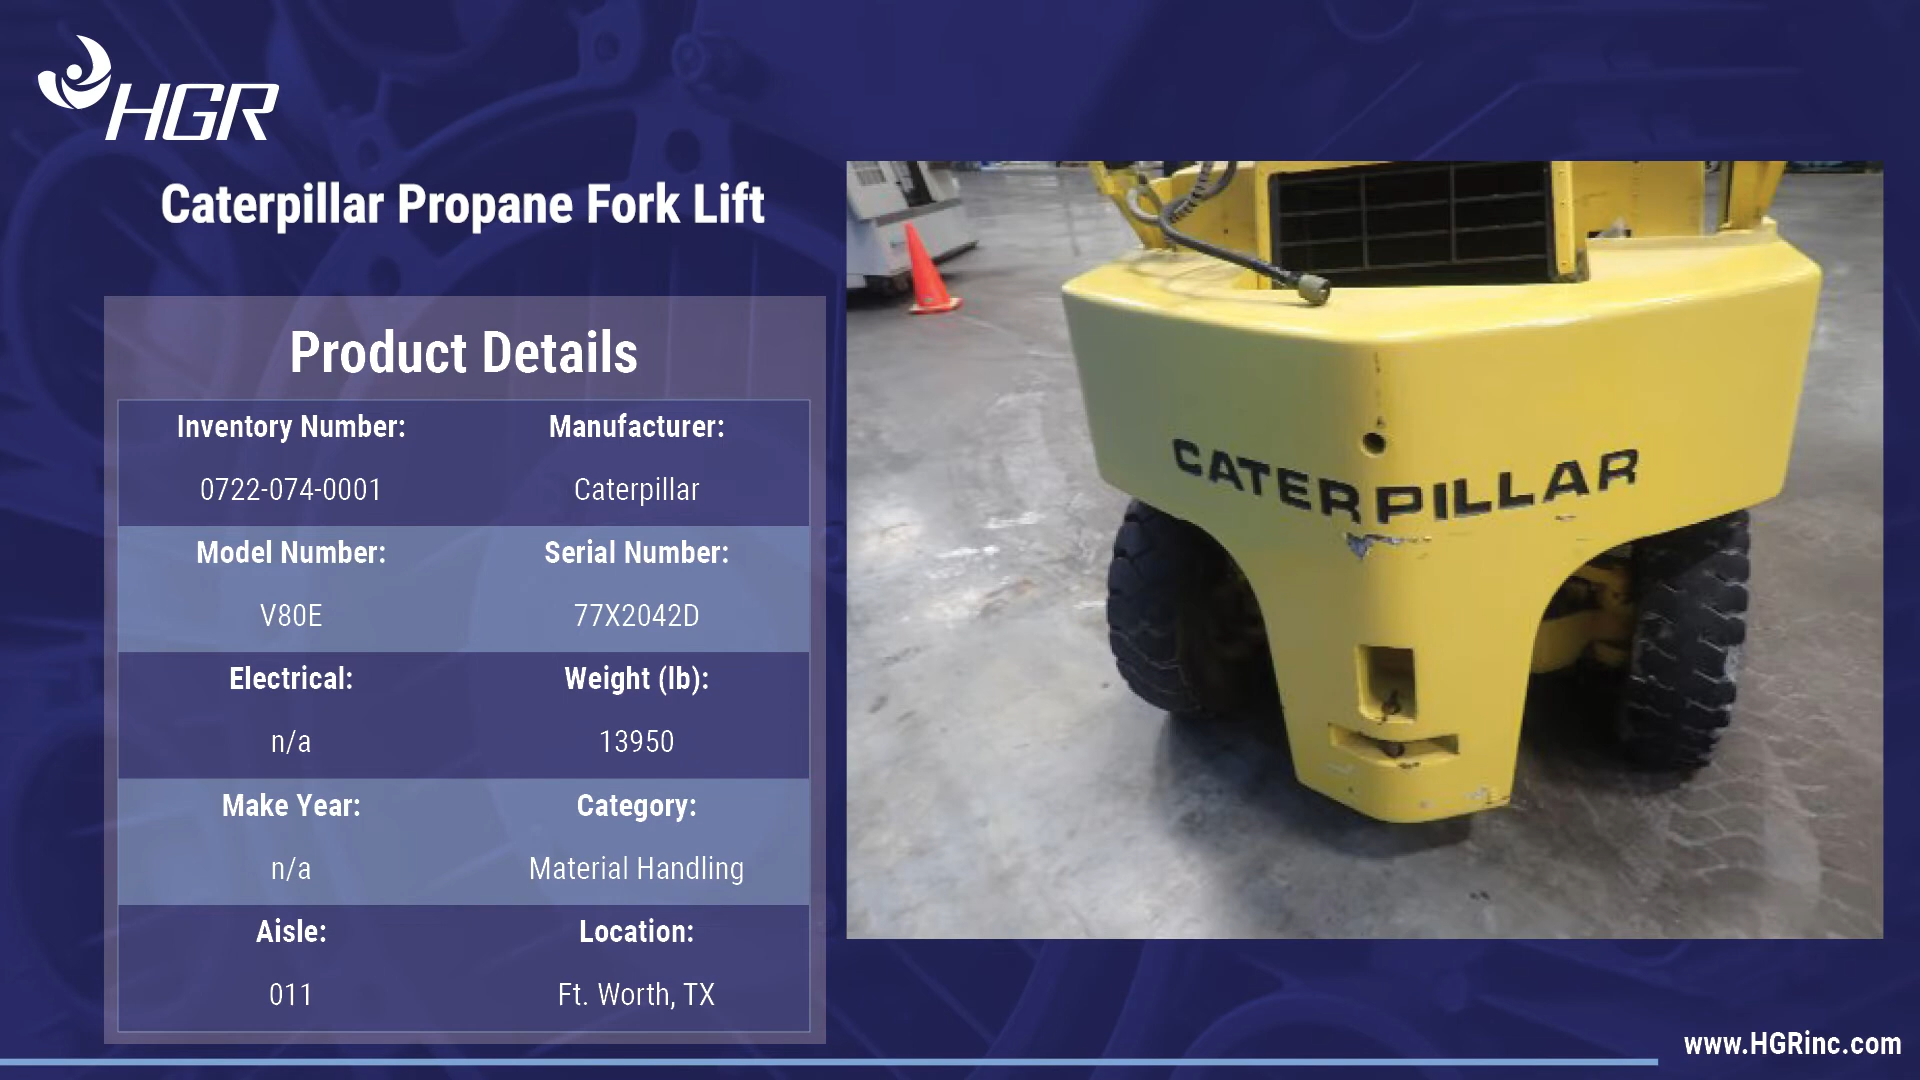 HGR
Caterpillar Propane Fork Lift
Product Details
Inventory Number:
0722-074-0001
Manufacturer:
Caterpillar
Model Number:
V80E
Serial Number:
77X2042D
Electrical:
n/a
Weight (lb):
13950
Make Year:
n/a
Category:
Material Handling
Aisle:
011
Location:
Ft. Worth, TX
CATERPILLAR
www.HGRinc.com